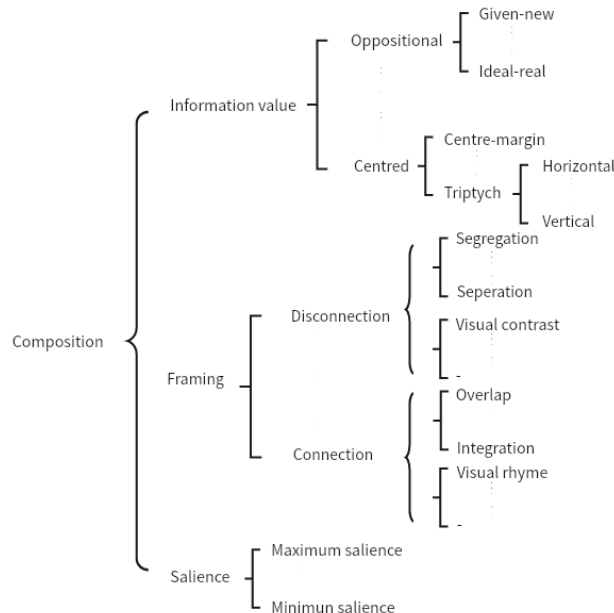 Given-new
Oppositional
Ideal-real
Information value
Centre-margin
Centred
Horizontal
Triptych
Vertical
Segregation
Seperation
Disconnection
Visual contrast
Composition
-
Framing
Overlap
Integration
Connection
Visual rhyme
-
Maximum salience
Salience
Minimun salience